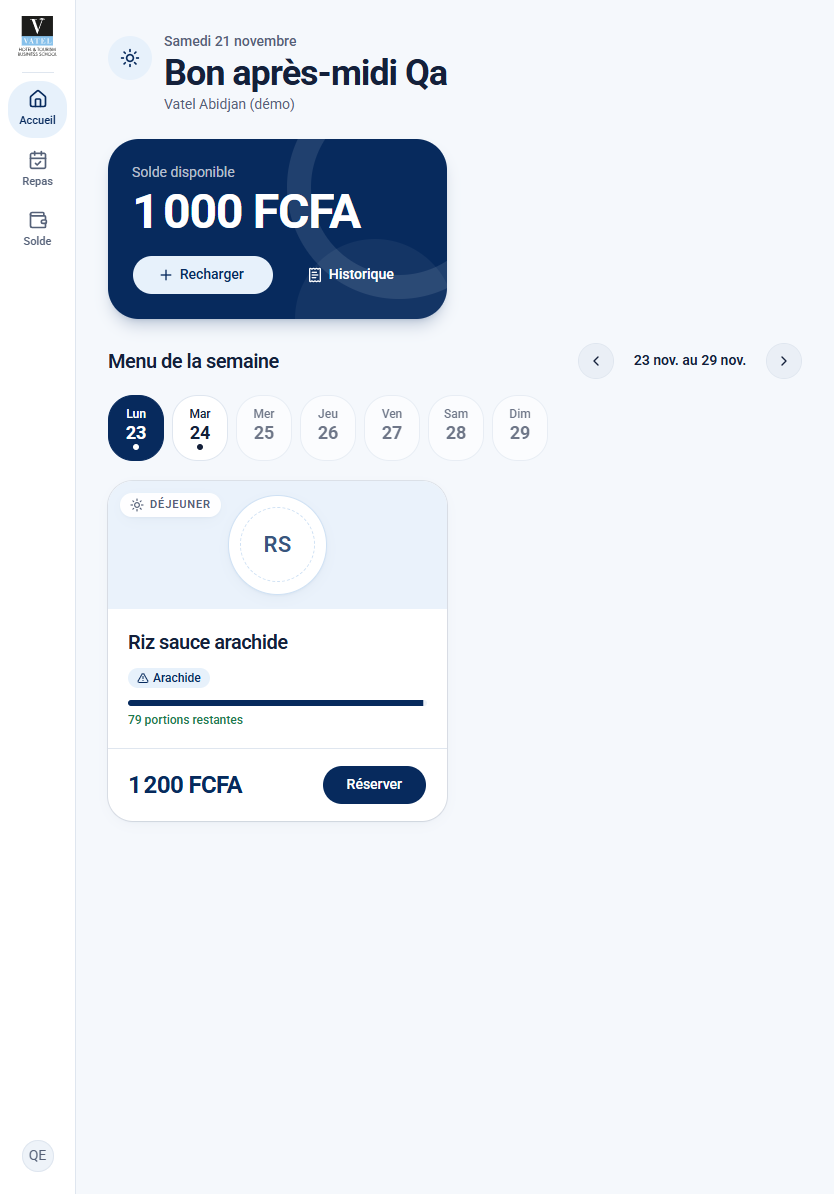 V
VATEL
HOTEL & TOURISM
BUSINESS SCHOOL
Accueil
Repas
Solde
QE
Samedi 21 novembre
Bon après-midi Qa
Vatel Abidjan (démo)
Solde disponible
1 000 FCFA
Recharger
Historique
Menu de la semaine
23 nov. au 29 nov.
Lun Mar Mer Jeu Ven Sam Dim
23 24 25 26 27 28 29
DÉJEUNER
RS
Riz sauce arachide
Arachide
79 portions restantes
1 200 FCFA
Réserver